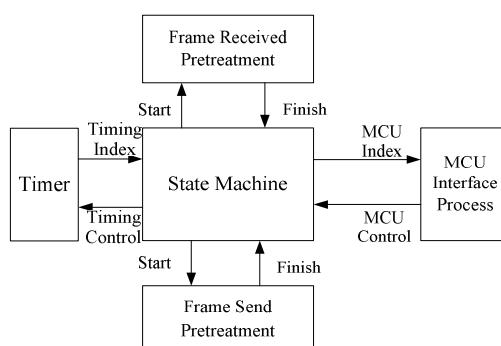 Frame Received
Pretreatment
Start
Finish
Timing
Index
MCU
Index
Timer
State Machine
MCU
Interface
Process
Timing
Control
MCU
Control
Start
Finish
Frame Send
Pretreatment